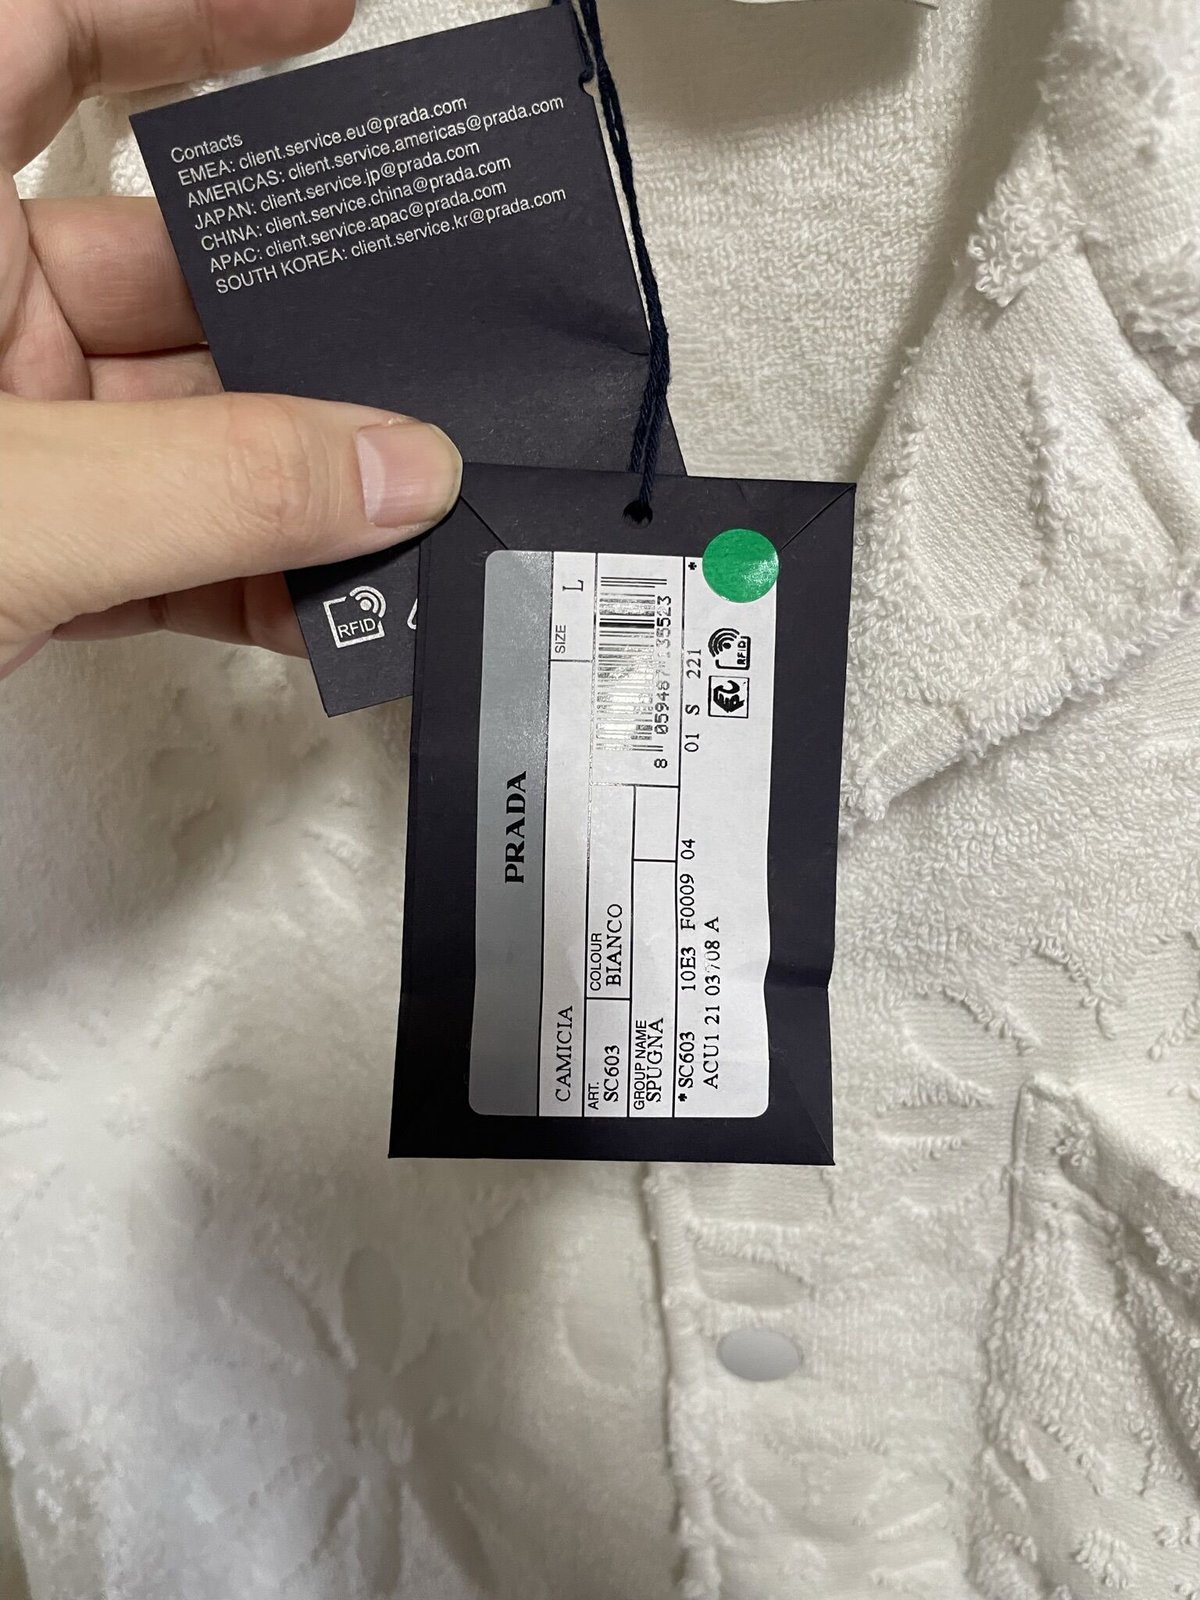 Contacts
EMEA: client.service.eu@prada.com
AMERICAS: client.service.americas@prada.com
JAPAN: client.service.jp@prada.com
CHINA: client.service.china@prada.com
APAC: client.service.apac@prada.com
SOUTH KOREA: client.service.kr@prada.com
RFID
PRADA
CAMICIA
SIZE
L
ART.
SC603
COLOUR
BIANCO
8 059487 135523
GROUP NAME
SPUGNA
*SC603 10E3 F0009 04 01 S 221 *
ACU1 21 03708 A
RFID